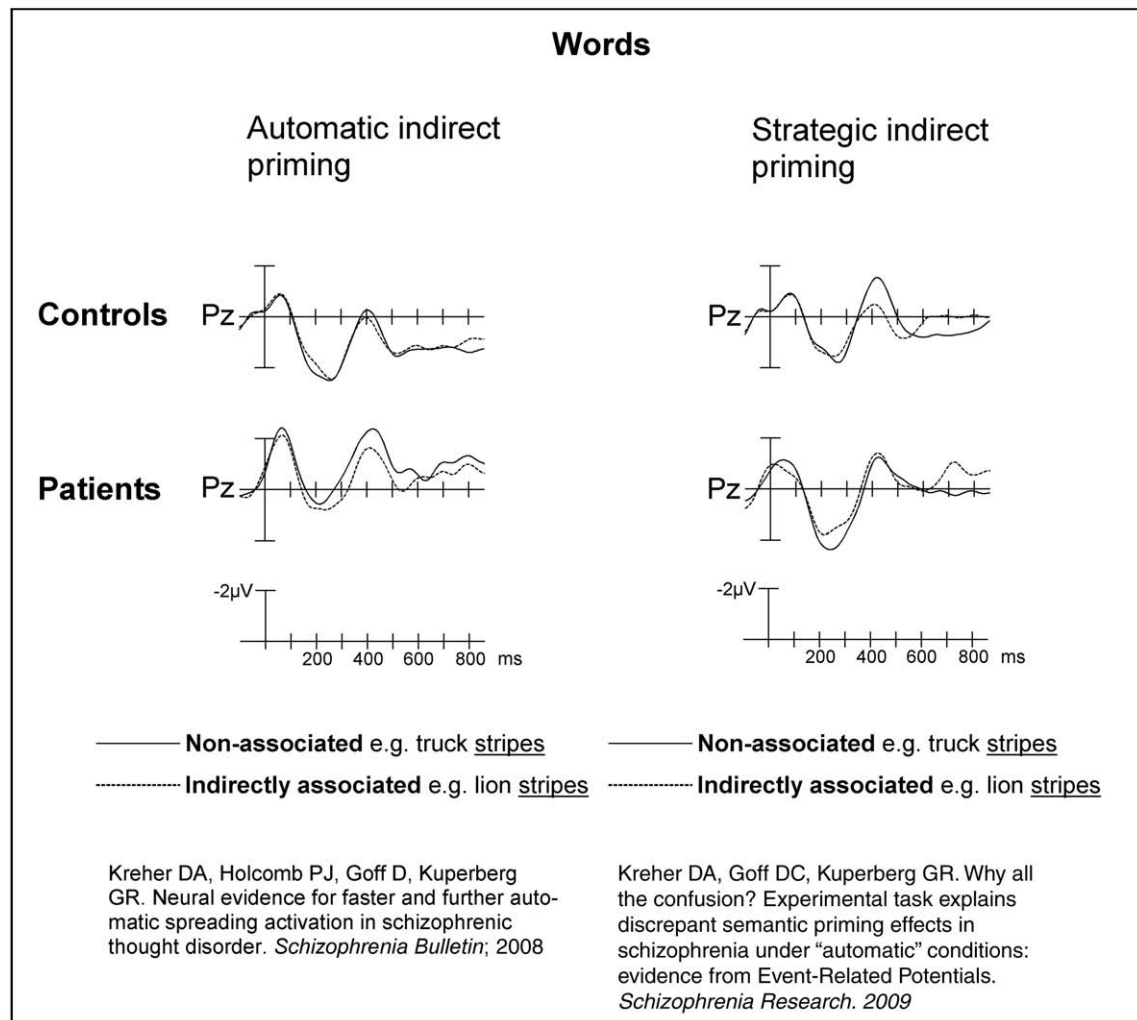 Words
Automatic indirect
priming
Strategic indirect
priming
Controls
Pz
Pz
Patients
Pz
Pz
-2µV
200 400 600 800 ms
-2µV
200 400 600 800 ms
Non-associated e.g. truck stripes
Indirectly associated e.g. lion stripes
Non-associated e.g. truck stripes
Indirectly associated e.g. lion stripes
Kreher DA, Holcomb PJ, Goff D, Kuperberg
GR. Neural evidence for faster and further auto-
matic spreading activation in schizophrenic
thought disorder. Schizophrenia Bulletin; 2008
Kreher DA, Goff DC, Kuperberg GR. Why all
the confusion? Experimental task explains
discrepant semantic priming effects in
schizophrenia under “automatic” conditions:
evidence from Event-Related Potentials.
Schizophrenia Research. 2009